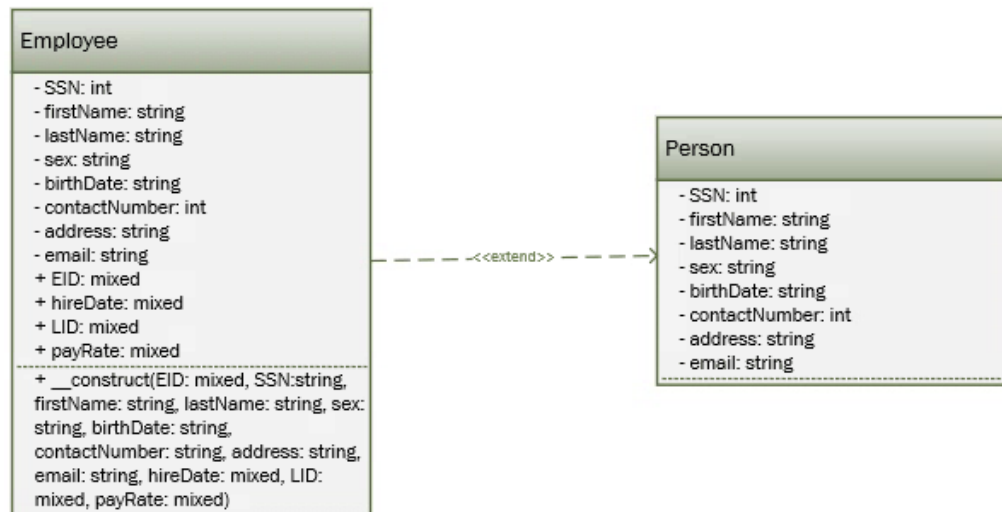 Employee
- SSN: int
- firstName: string
- lastName: string
- sex: string
- birthDate: string
- contactNumber: int
- address: string
- email: string
+ EID: mixed
+ hireDate: mixed
+ LID: mixed
+ payRate: mixed
+ __construct(EID: mixed, SSN:string,
firstName: string, lastName: string, sex:
string, birthDate: string,
contactNumber: string, address: string,
email: string, hireDate: mixed, LID:
mixed, payRate: mixed)
<<extend>>
Person
- SSN: int
- firstName: string
- lastName: string
- sex: string
- birthDate: string
- contactNumber: int
- address: string
- email: string